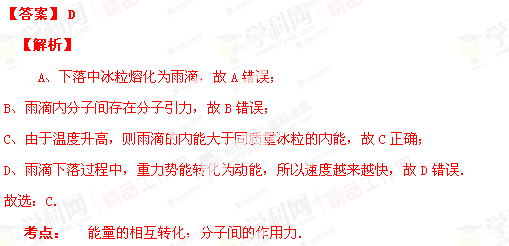 【答案】D
【解析】
A、下落中冰粒熔化为雨滴．故 A 错误；
B、雨滴内分子间存在分子引力，故 B 错误；
C、由于温度升高，则雨滴的内能大于同质量冰粒的内能，故 C 正确；
D、雨滴下落过程中，重力势能转化为动能，所以速度越来越快，故 D 错误．
故选：C．
考点： 能量的相互转化；分子间的作用力．